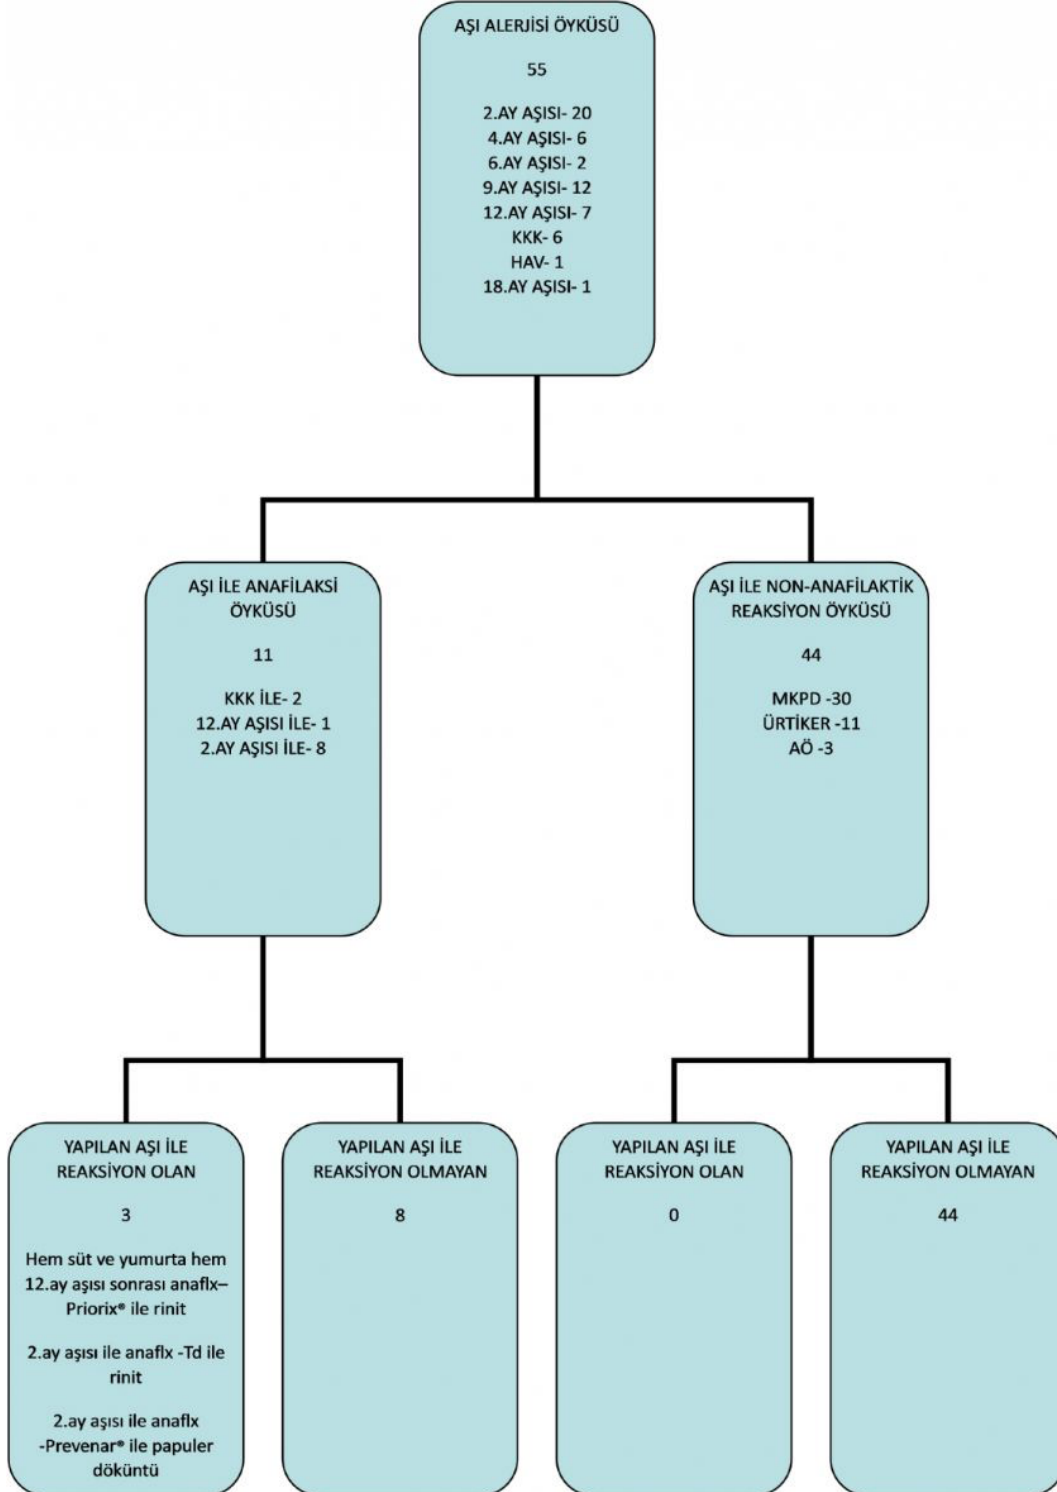 AŞI ALERJİSİ ÖYKÜSÜ
55
2.AY AŞISI- 20
4.AY AŞISI- 6
6.AY AŞISI- 2
9.AY AŞISI- 12
12.AY AŞISI- 7
KKK- 6
HAV- 1
18.AY AŞISI- 1
AŞI İLE ANAFİLAKSİ
ÖYKÜSÜ
11
KKK İLE- 2
12.AY AŞISI İLE- 1
2.AY AŞISI İLE- 8
AŞI İLE NON-ANAFİLAKTİK
REAKSİYON ÖYKÜSÜ
44
MKPD -30
ÜRTİKER -11
AÖ -3
YAPILAN AŞI İLE
REAKSİYON OLAN
3
Hem süt ve yumurta hem
12.ay aşısı sonrası anaflx–
Priorix® ile rinit
2.ay aşısı ile anaflx -Td ile
rinit
2.ay aşısı ile anaflx
-Prevenar® ile papuler
döküntü
YAPILAN AŞI İLE
REAKSİYON OLMAYAN
8
YAPILAN AŞI İLE
REAKSİYON OLAN
0
YAPILAN AŞI İLE
REAKSİYON OLMAYAN
44